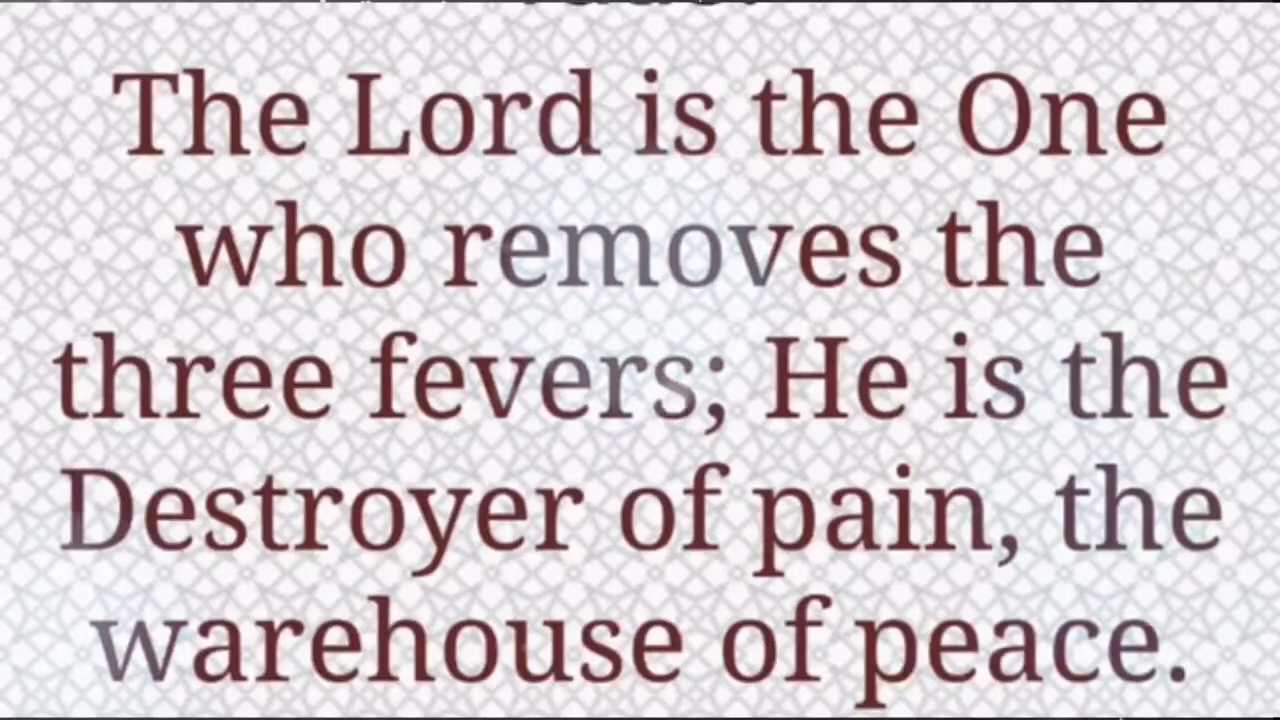 The Lord is the One
who removes the
three fevers; He is the
Destroyer of pain, the
warehouse of peace.